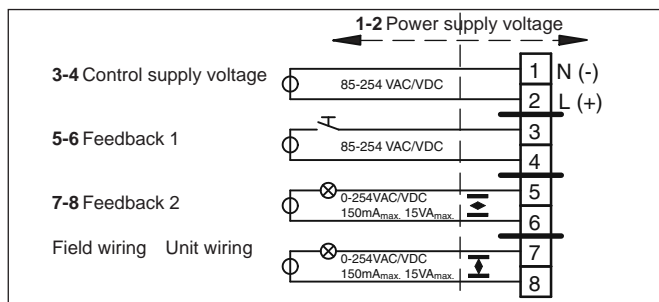 1-2 Power supply voltage
3-4 Control supply voltage
85-254 VAC/VDC
1 N (-)
2 L (+)
5-6 Feedback 1
85-254 VAC/VDC
3
4
7-8 Feedback 2
0-254VAC/VDC
150mAmax. 15VAmax.
5
6
Field wiring Unit wiring
0-254VAC/VDC
150mAmax. 15VAmax.
7
8